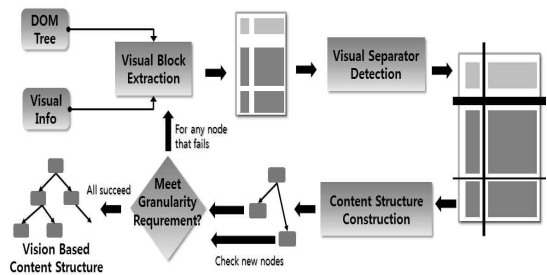 DOM
Tree
Visual Block
Extraction
Visual Separator
Detection
Visual
Info
For any node
that fails
Meet
Granularity
Requrement?
All succeed
Content Structure
Construction
Vision Based
Content Structure
Check new nodes